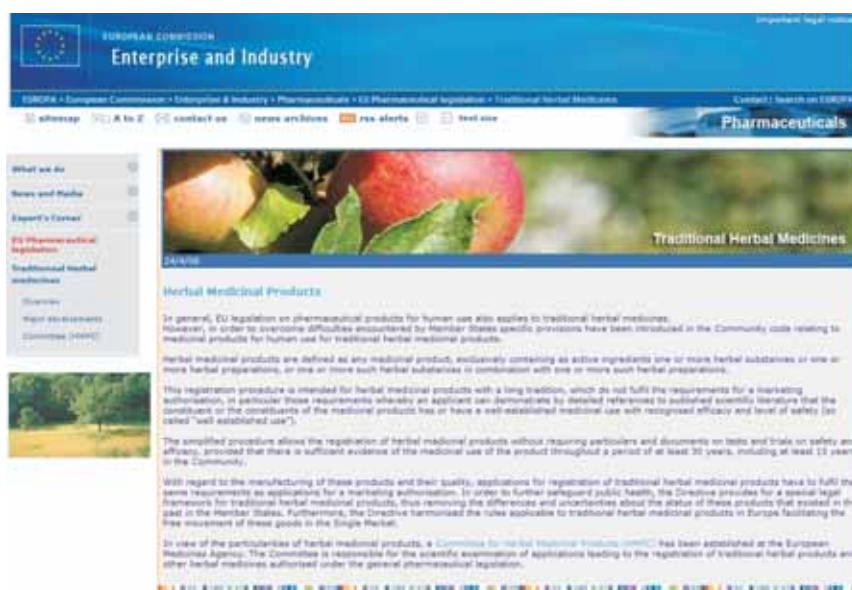 Important legal notice
EUROPEAN COMMISSION
Enterprise and Industry
EUROPA > European Commission > Enterprise & Industry > Pharmaceuticals > EU Pharmaceutical legislation > Traditional Herbal Medicines
Contact | Search on EUROPA
sitemap A to Z contact us news archives rss alerts text size
Pharmaceuticals
What we do
News and Media
Expert's Corner
EU Pharmaceutical
legislation
Traditional Herbal
medicines
Overview
Major developments
Committee (HMPC)
Traditional Herbal Medicines
Herbal Medicinal Products
In general, EU legislation on pharmaceutical products for human use also applies to traditional herbal medicines.
However, in order to overcome difficulties encountered by Member States specific provisions have been introduced in the Community code relating to
medicinal products for human use for traditional herbal medicinal products.
Herbal medicinal products are defined as any medicinal product, exclusively containing as active ingredients one or more herbal substances or one or
more herbal preparations, or one or more such herbal substances in combination with one or more such herbal preparations.
This registration procedure is intended for herbal medicinal products with a long tradition, which do not fulfil the requirements for a marketing
authorisation, in particular those requirements whereby an applicant can demonstrate by detailed references to published scientific literature that the
constituent or the constituents of the medicinal products has or have a well-established medicinal use with recognised efficacy and level of safety (so
called "well established use").
The simplified procedure allows the registration of herbal medicinal products without requiring particulars and documents on tests and trials on safety and
efficacy, provided that there is sufficient evidence of the medicinal use of the product throughout a period of at least 30 years, including at least 15 years
in the Community.
With regard to the manufacturing of these products and their quality, applications for registration of traditional herbal medicinal products have to fulfil the
same requirements as applications for a marketing authorisation. In order to further safeguard public health, the Directive provides for a special legal
framework for traditional herbal medicinal products, thus removing the differences and uncertainties about the status of these products that existed in the
past in the Member States. Furthermore, the Directive harmonised the rules applicable to traditional herbal medicinal products in Europe facilitating the
free movement of these goods in the Single Market.
In view of the particularities of herbal medicinal products, a Committee for Herbal Medicinal Products (HMPC) has been established at the European
Medicines Agency. The Committee is responsible for the scientific examination of applications leading to the registration of traditional herbal products and
other herbal medicines authorised under the general pharmaceutical legislation.